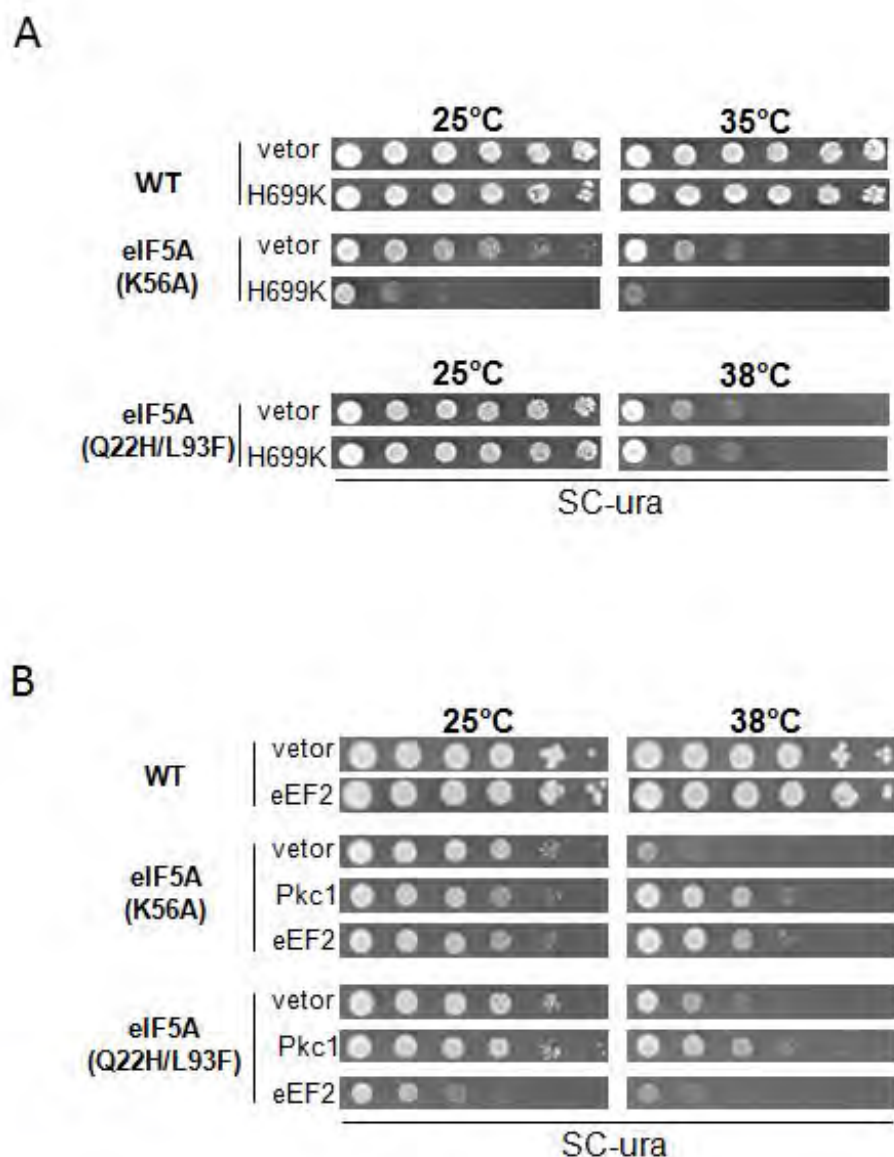 A
25°C 35°C
WT
vetor
H699K
eIF5A
(K56A)
vetor
H699K
25°C 38°C
eIF5A
(Q22H/L93F)
vetor
H699K
SC-ura
B
25°C 38°C
WT
vetor
eEF2
eIF5A
(K56A)
vetor
Pkc1
eEF2
eIF5A
(Q22H/L93F)
vetor
Pkc1
eEF2
SC-ura